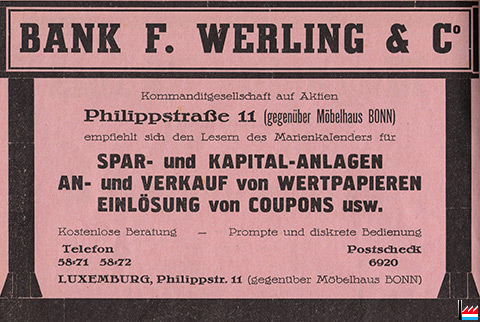 BANK F. WERLING & Cº
Kommanditgesellschaft auf Aktien
Philippstraße 11 (gegenüber Möbelhaus BONN)
empfiehlt sich den Lesern des Marienkalenders für
SPAR- und KAPITAL-ANLAGEN
AN- und VERKAUF von WERTPAPIEREN
EINLÖSUNG von COUPONS usw.
Kostenlose Beratung — Prompte und diskrete Bedienung
Telefon Postscheck
58-71 58-72 6920
LUXEMBURG, Philippstr. 11 (gegenüber Möbelhaus BONN)